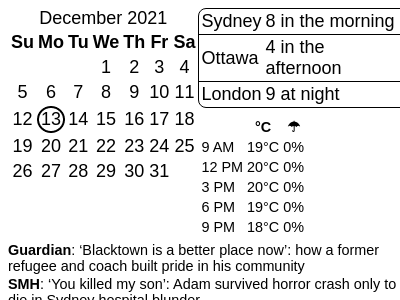 December 2021
Su Mo Tu We Th Fr Sa
1 2 3 4
5 6 7 8 9 10 11
12 13 14 15 16 17 18
19 20 21 22 23 24 25
26 27 28 29 30 31
Sydney 8 in the morning
Ottawa 4 in the
afternoon
London 9 at night
°C ☂
9 AM 19°C 0%
12 PM 20°C 0%
3 PM 20°C 0%
6 PM 19°C 0%
9 PM 18°C 0%
Guardian: ‘Blacktown is a better place now’: how a former
refugee and coach built pride in his community
SMH: ‘You killed my son’: Adam survived horror crash only to
die in Sydney hospital blunder